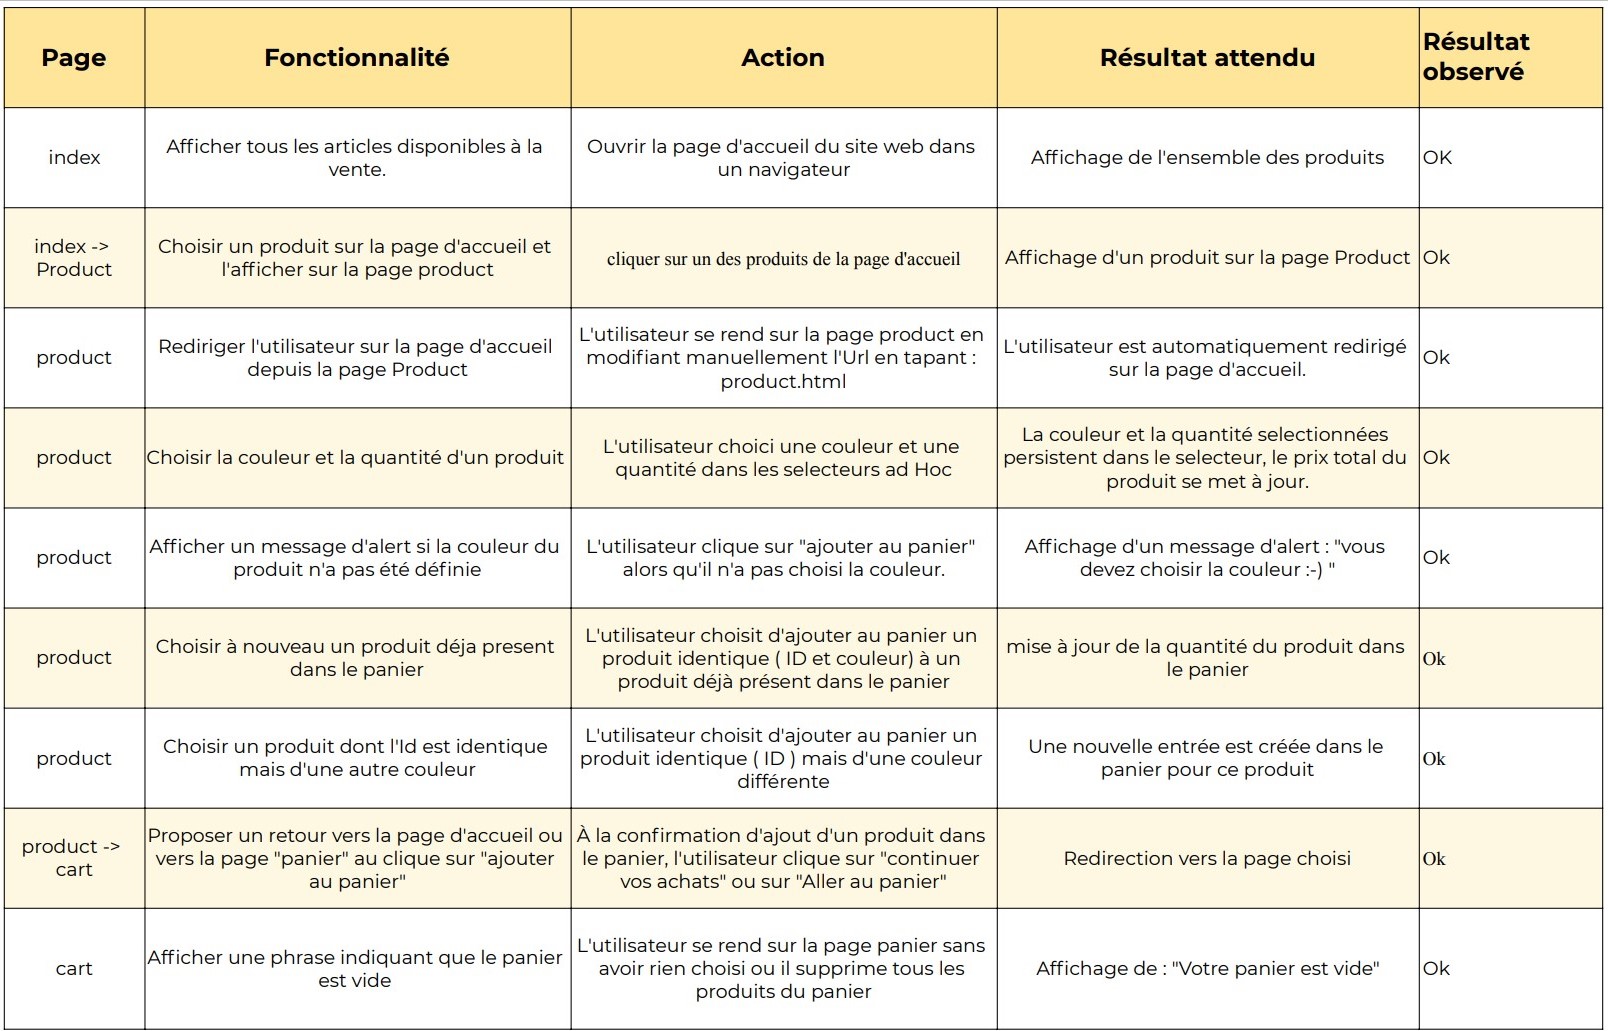 Page
Fonctionnalité
Action
Résultat attendu
Résultat
observé
index
Afficher tous les articles disponibles à la
vente.
Ouvrir la page d'accueil du site web dans
un navigateur
Affichage de l'ensemble des produits
OK
index ->
Product
Choisir un produit sur la page d'accueil et
l'afficher sur la page product
cliquer sur un des produits de la page d'accueil
Affichage d'un produit sur la page Product
Ok
product
Rediriger l'utilisateur sur la page d'accueil
depuis la page Product
L'utilisateur se rend sur la page product en
modifiant manuellement l'Url en tapant :
product.html
L'utilisateur est automatiquement redirigé
sur la page d'accueil.
Ok
product
Choisir la couleur et la quantité d'un produit
L'utilisateur choici une couleur et une
quantité dans les selecteurs ad Hoc
La couleur et la quantité selectionnées
persistent dans le selecteur, le prix total du
produit se met à jour.
Ok
product
Afficher un message d'alert si la couleur du
produit n'a pas été définie
L'utilisateur clique sur "ajouter au panier"
alors qu'il n'a pas choisi la couleur.
Affichage d'un message d'alert : "vous
devez choisir la couleur :-) "
Ok
product
Choisir à nouveau un produit déja present
dans le panier
L'utilisateur choisit d'ajouter au panier un
produit identique ( ID et couleur) à un
produit déjà présent dans le panier
mise à jour de la quantité du produit dans
le panier
Ok
product
Choisir un produit dont l'Id est identique
mais d'une autre couleur
L'utilisateur choisit d'ajouter au panier un
produit identique ( ID ) mais d'une couleur
différente
Une nouvelle entrée est créée dans le
panier pour ce produit
Ok
product ->
cart
Proposer un retour vers la page d'accueil ou
vers la page "panier" au clique sur "ajouter
au panier"
À la confirmation d'ajout d'un produit dans
le panier, l'utilisateur clique sur "continuer
vos achats" ou sur "Aller au panier"
Redirection vers la page choisi
Ok
cart
Afficher une phrase indiquant que le panier
est vide
L'utilisateur se rend sur la page panier sans
avoir rien choisi ou il supprime tous les
produits du panier
Affichage de : "Votre panier est vide"
Ok